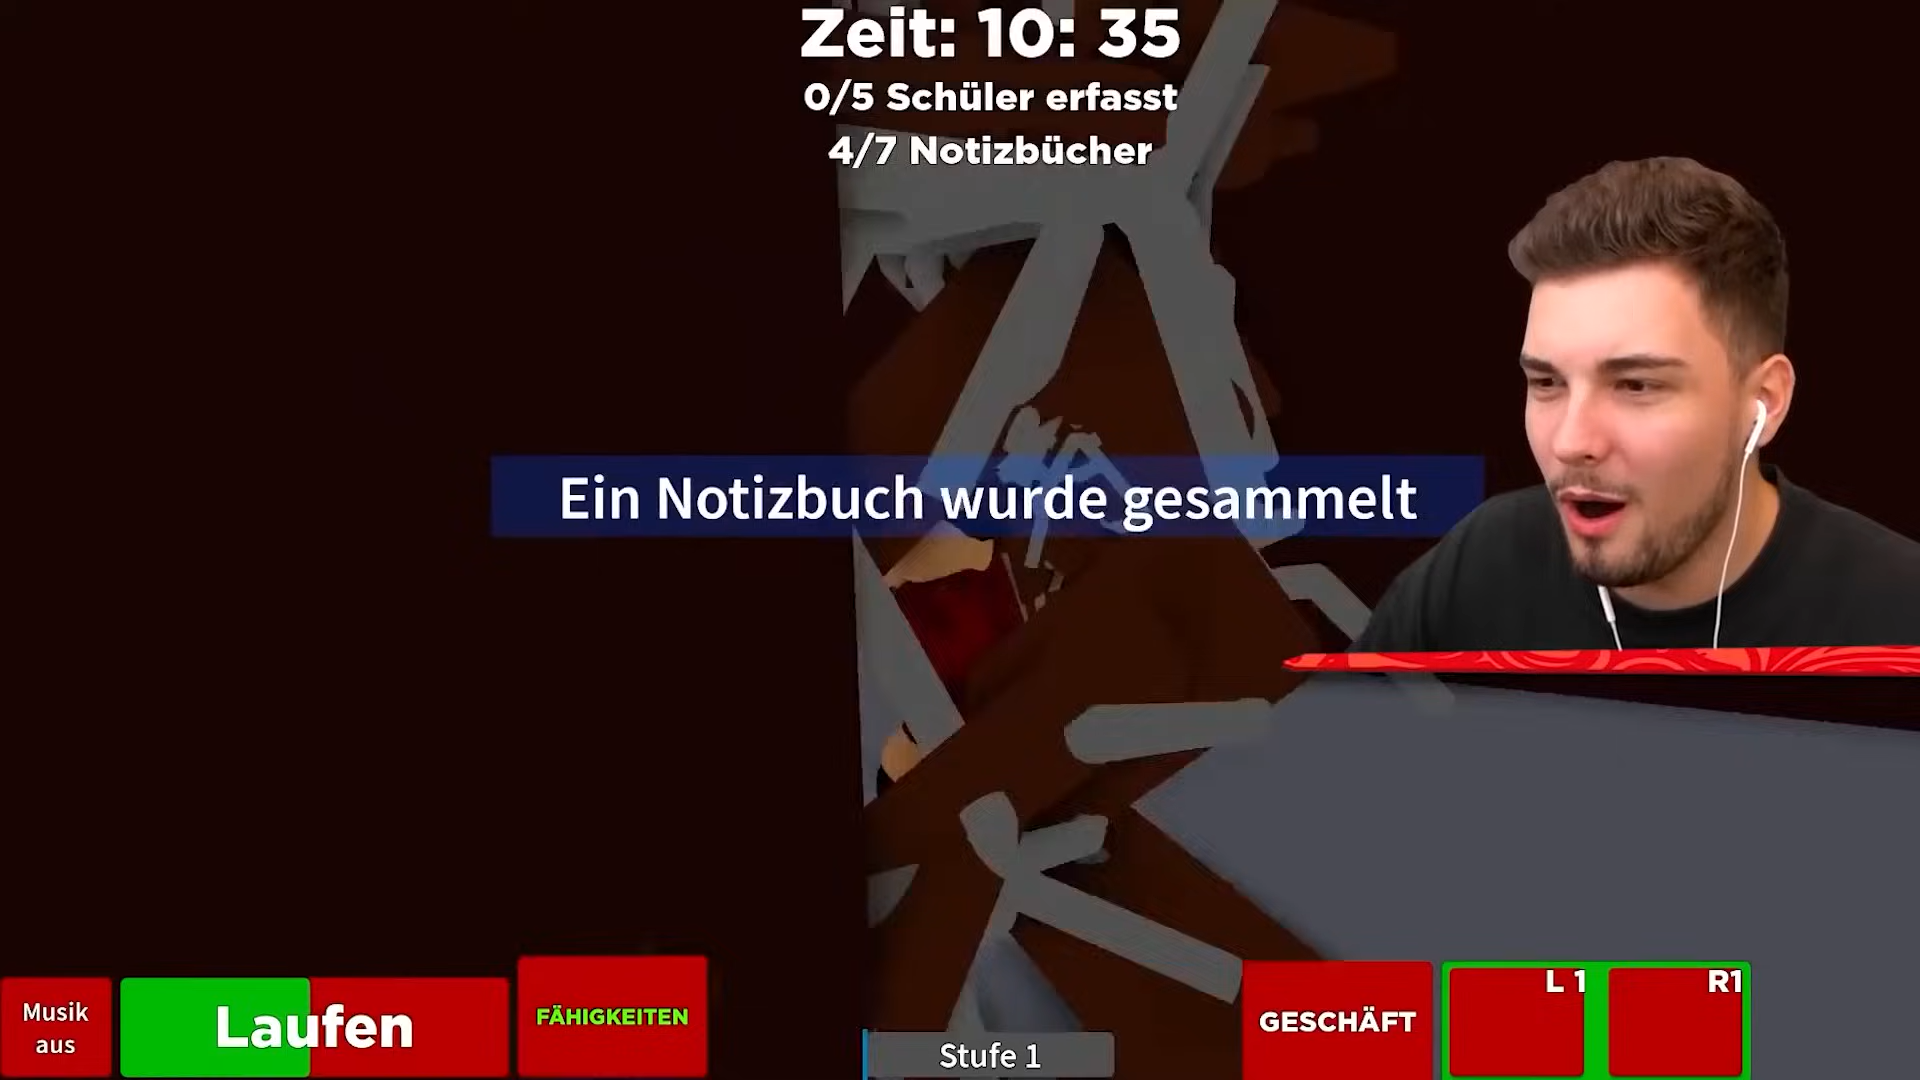 Zeit: 10: 35
0/5 Schüler erfasst
4/7 Notizbücher
Ein Notizbuch wurde gesammelt
Musik
aus
Laufen
FÄHIGKEITEN
Stufe 1
GESCHÄFT
L 1
R1